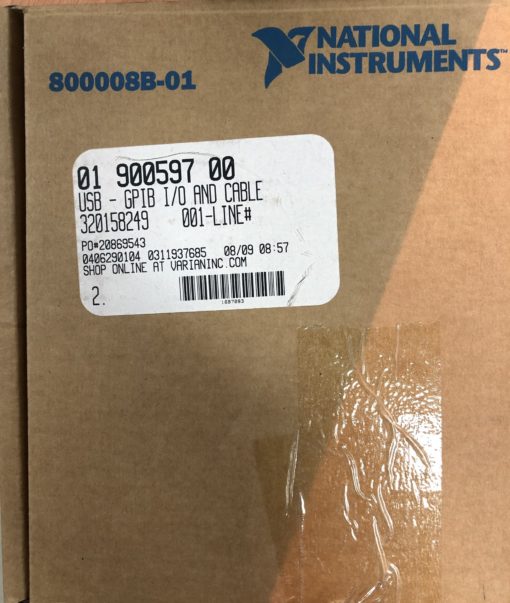 NATIONAL
INSTRUMENTS™
800008B-01
01 900597 00
USB - GPIB I/O AND CABLE
320158249 001-LINE#
PO#20869543
0406290104 0311937685 08/09 08:57
SHOP ONLINE AT VARIANINC.COM
2.
1887093